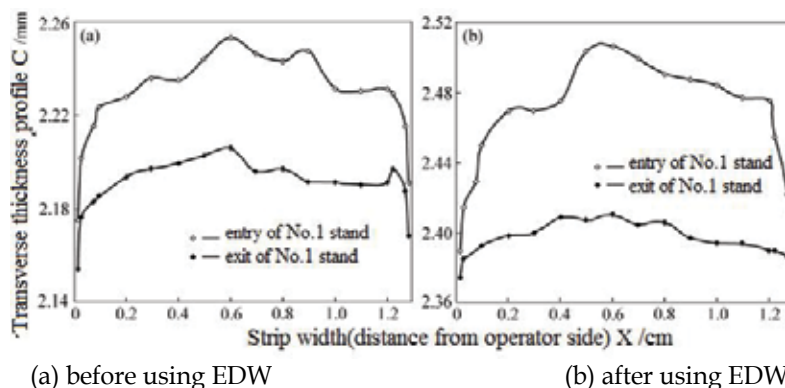 Transverse thickness profile C /mm
2.26
2.22
2.18
2.14
(a)
entry of No.1 stand
exit of No.1 stand
0 0.2 0.4 0.6 0.8 1.0 1.2
2.52
2.48
2.44
2.40
2.36
(b)
entry of No.1 stand
exit of No.1 stand
0 0.2 0.4 0.6 0.8 1.0 1.2
Strip width(distance from operator side) X /cm
(a) before using EDW
(b) after using EDW